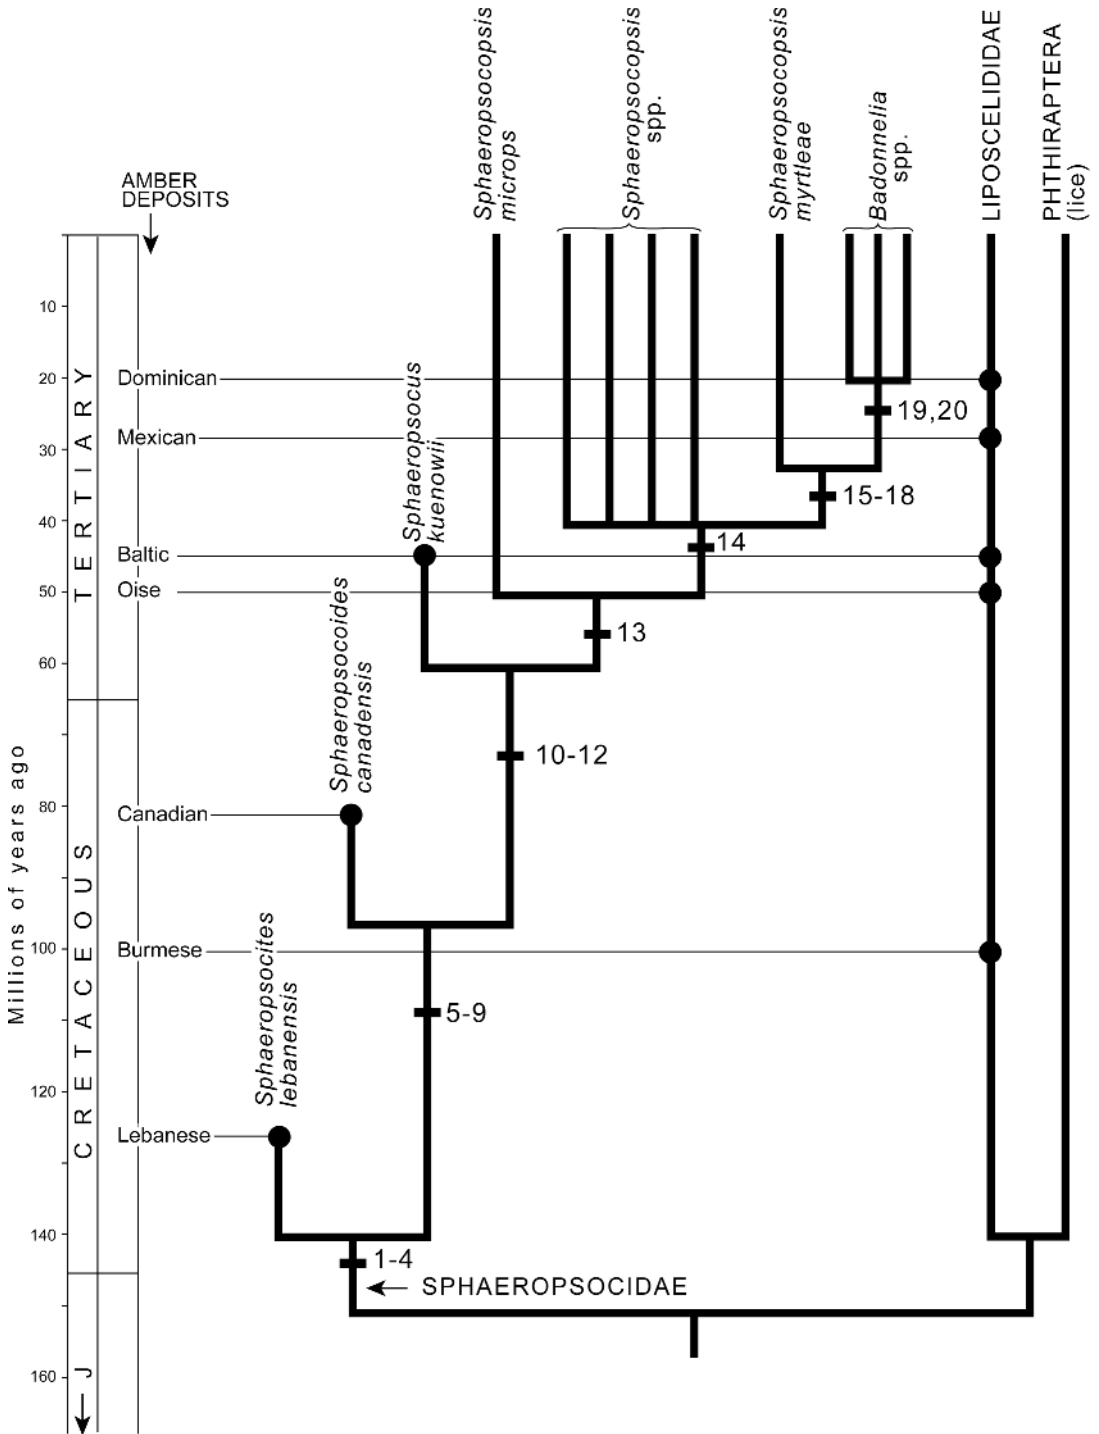 Sphaeropsocopsis
microps
Sphaeropsocopsis
spp.
Sphaeropsocopsis
myrtleae
Badonnelia
spp.
LIPOSCELIDIDAE
PHTHIRAPTERA
(lice)
AMBER
DEPOSITS
10
20
Dominican
Sphaeropsocus
kuenowii
19,20
Mexican
30
15-18
40
14
Baltic
50
Oise
Sphaeropsocoides
canadensis
13
60
TERTIARY
10-12
80
Canadian
Millions of years ago
Sphaeropsocites
lebanensis
100
Burmese
5-9
CRETACEOUS
120
Lebanese
140
1-4
SPHAEROPSOCIDAE
160
J